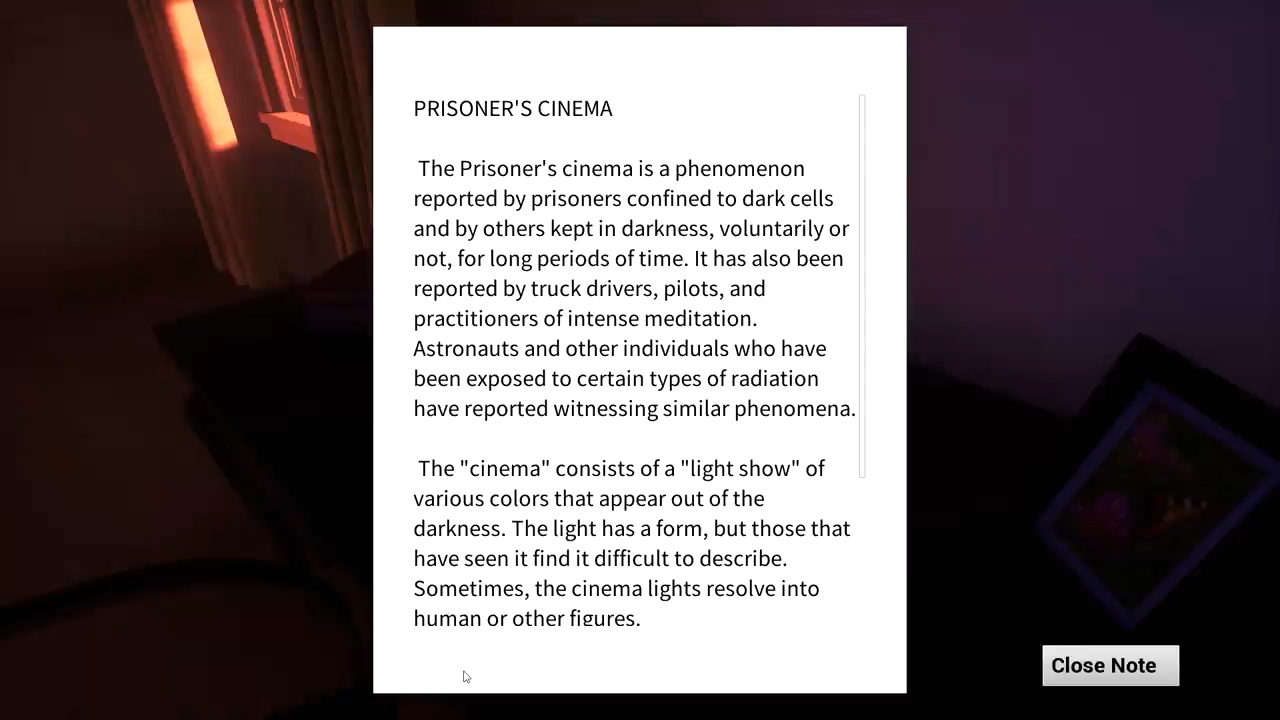 PRISONER'S CINEMA
The Prisoner's cinema is a phenomenon
reported by prisoners confined to dark cells
and by others kept in darkness, voluntarily or
not, for long periods of time. It has also been
reported by truck drivers, pilots, and
practitioners of intense meditation.
Astronauts and other individuals who have
been exposed to certain types of radiation
have reported witnessing similar phenomena.
The "cinema" consists of a "light show" of
various colors that appear out of the
darkness. The light has a form, but those that
have seen it find it difficult to describe.
Sometimes, the cinema lights resolve into
human or other figures.
Close Note